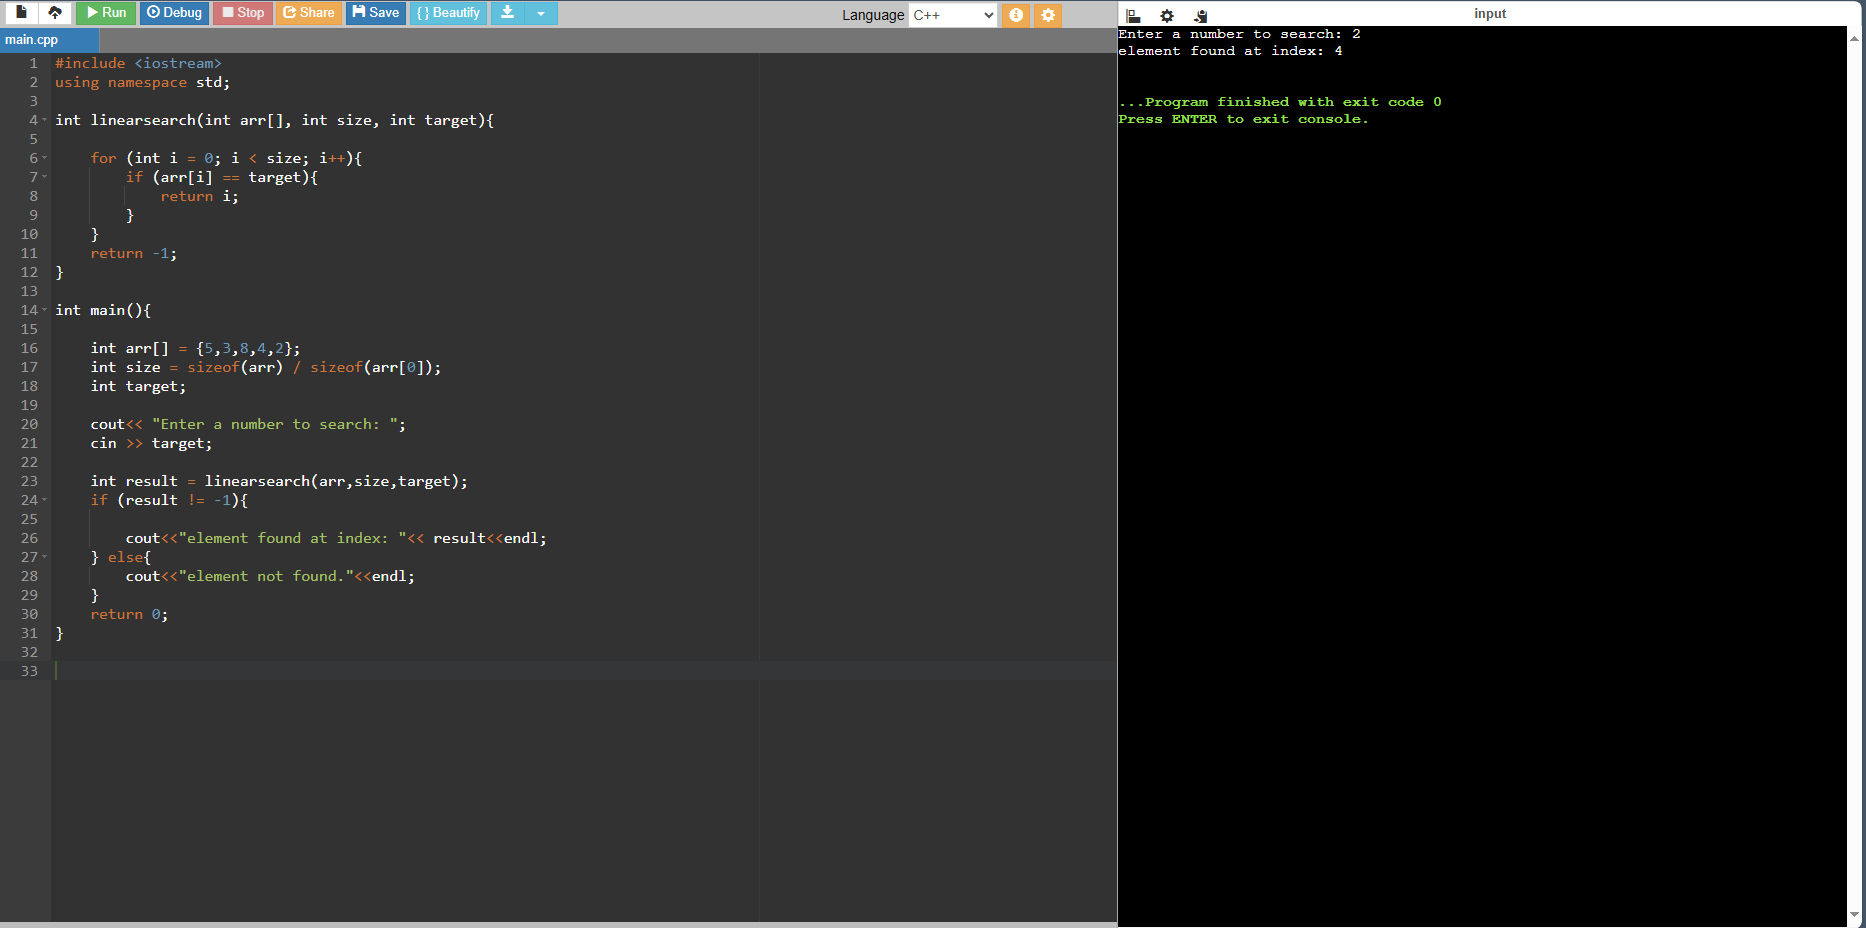 Run Debug Stop Share Save { } Beautify Language C++
main.cpp
1 #include <iostream>
2 using namespace std;
3
4 int linearsearch(int arr[], int size, int target){
5
6     for (int i = 0; i < size; i++){
7         if (arr[i] == target){
8             return i;
9         }
10     }
11     return -1;
12 }
13
14 int main(){
15
16     int arr[] = {5,3,8,4,2};
17     int size = sizeof(arr) / sizeof(arr[0]);
18     int target;
19
20     cout<< "Enter a number to search: ";
21     cin >> target;
22
23     int result = linearsearch(arr,size,target);
24     if (result != -1){
25
26         cout<<"element found at index: "<< result<<endl;
27     } else{
28         cout<<"element not found."<<endl;
29     }
30     return 0;
31 }
32
33
input
Enter a number to search: 2
element found at index: 4
...Program finished with exit code 0
Press ENTER to exit console.